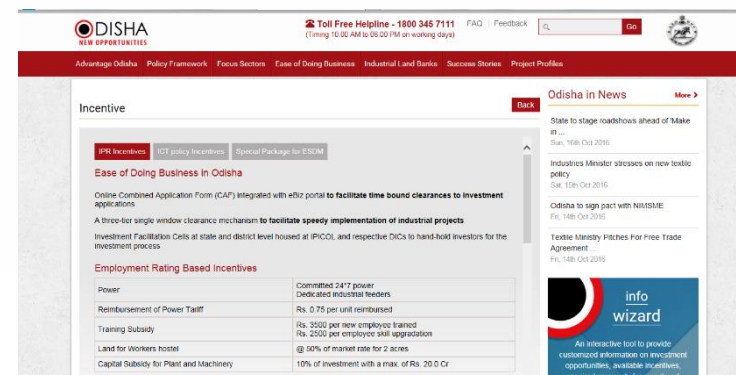 ODISHA
NEW OPPORTUNITIES
Toll Free Helpline - 1800 345 7111
(Timing 10.00 AM to 06.00 PM on working days)
FAQ | Feedback
Go
Advantage Odisha Policy Framework Focus Sectors Ease of Doing Business Industrial Land Banks Success Stories Project Profiles
Incentive
Back
IPR Incentives ICT policy Incentives Special Package for ESDM
Ease of Doing Business in Odisha
Online Combined Application Form (CAF) integrated with eBiz portal to facilitate time bound clearances to investment
applications
A three-tier single window clearance mechanism to facilitate speedy implementation of industrial projects
Investment Facilitation Cells at state and district level housed at IPICOL and respective DICs to hand-hold investors for the
investment process
Employment Rating Based Incentives
Power
Committed 24*7 power
Dedicated industrial feeders
Reimbursement of Power Tariff
Rs. 0.75 per unit reimbursed
Training Subsidy
Rs. 3500 per new employee trained
Rs. 2500 per employee skill upgradation
Land for Workers hostel
@ 50% of market rate for 2 acres
Capital Subsidy for Plant and Machinery
10% of investment with a max. of Rs. 20.0 Cr
Odisha in News
More
State to stage roadshows ahead of 'Make
in ...
Sun, 16th Oct 2016
Industries Minister stresses on new textile
policy
Sat, 15th Oct 2016
Odisha to sign pact with NIMSME
Fri, 14th Oct 2016
Textile Ministry Pitches For Free Trade
Agreement ...
Fri, 14th Oct 2016
info
wizard
An interactive tool to provide
customized information on investment
opportunities, available incentives,